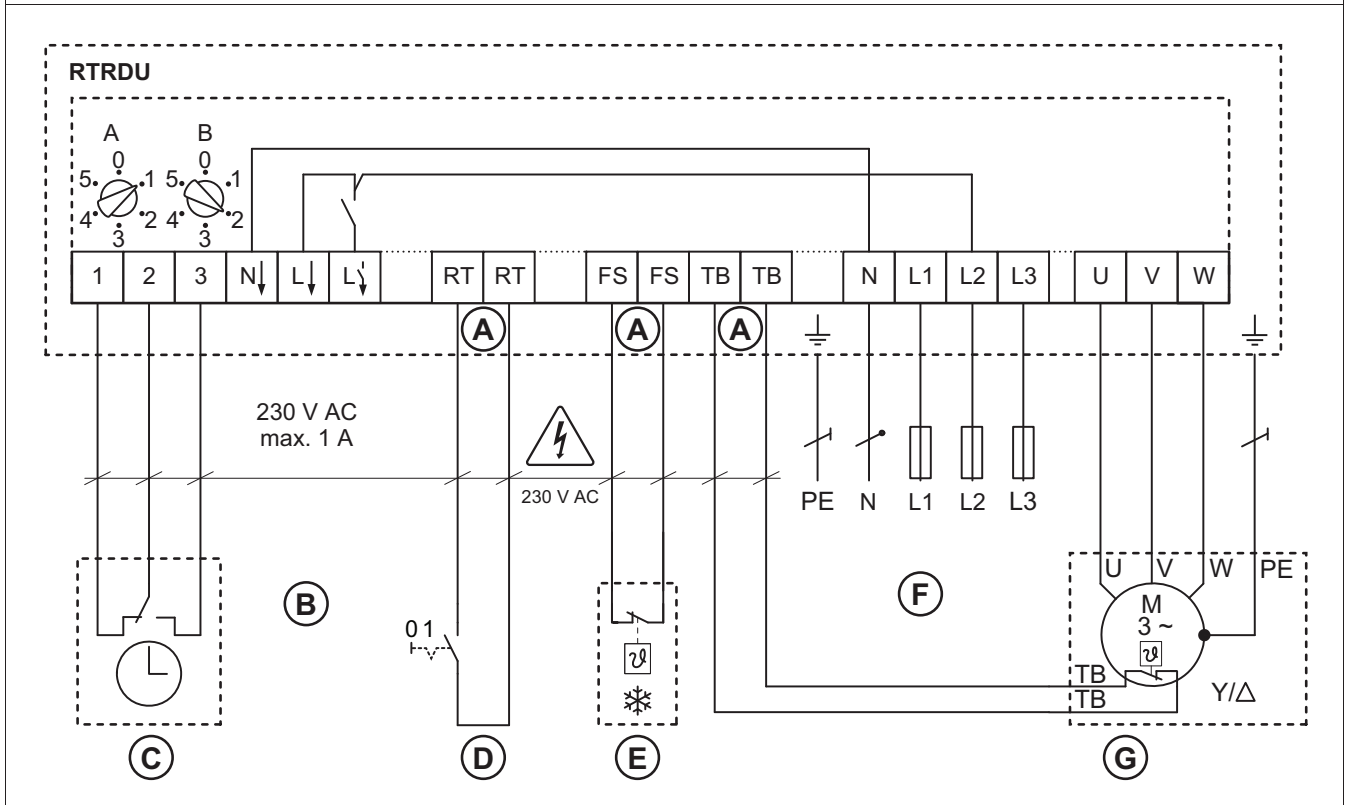 RTRDU
A B
0 0
5 1 5 1
4 2 4 2
3 3
1 2 3 N L L RT RT FS FS TB TB N L1 L2 L3 U V W
A A A
230 V AC
max. 1 A
230 V AC
PE N L1 L2 L3
U V W PE
M
3 ~
ϑ
TB
TB
Y/△
B
F
0 1
ϑ
C D E G